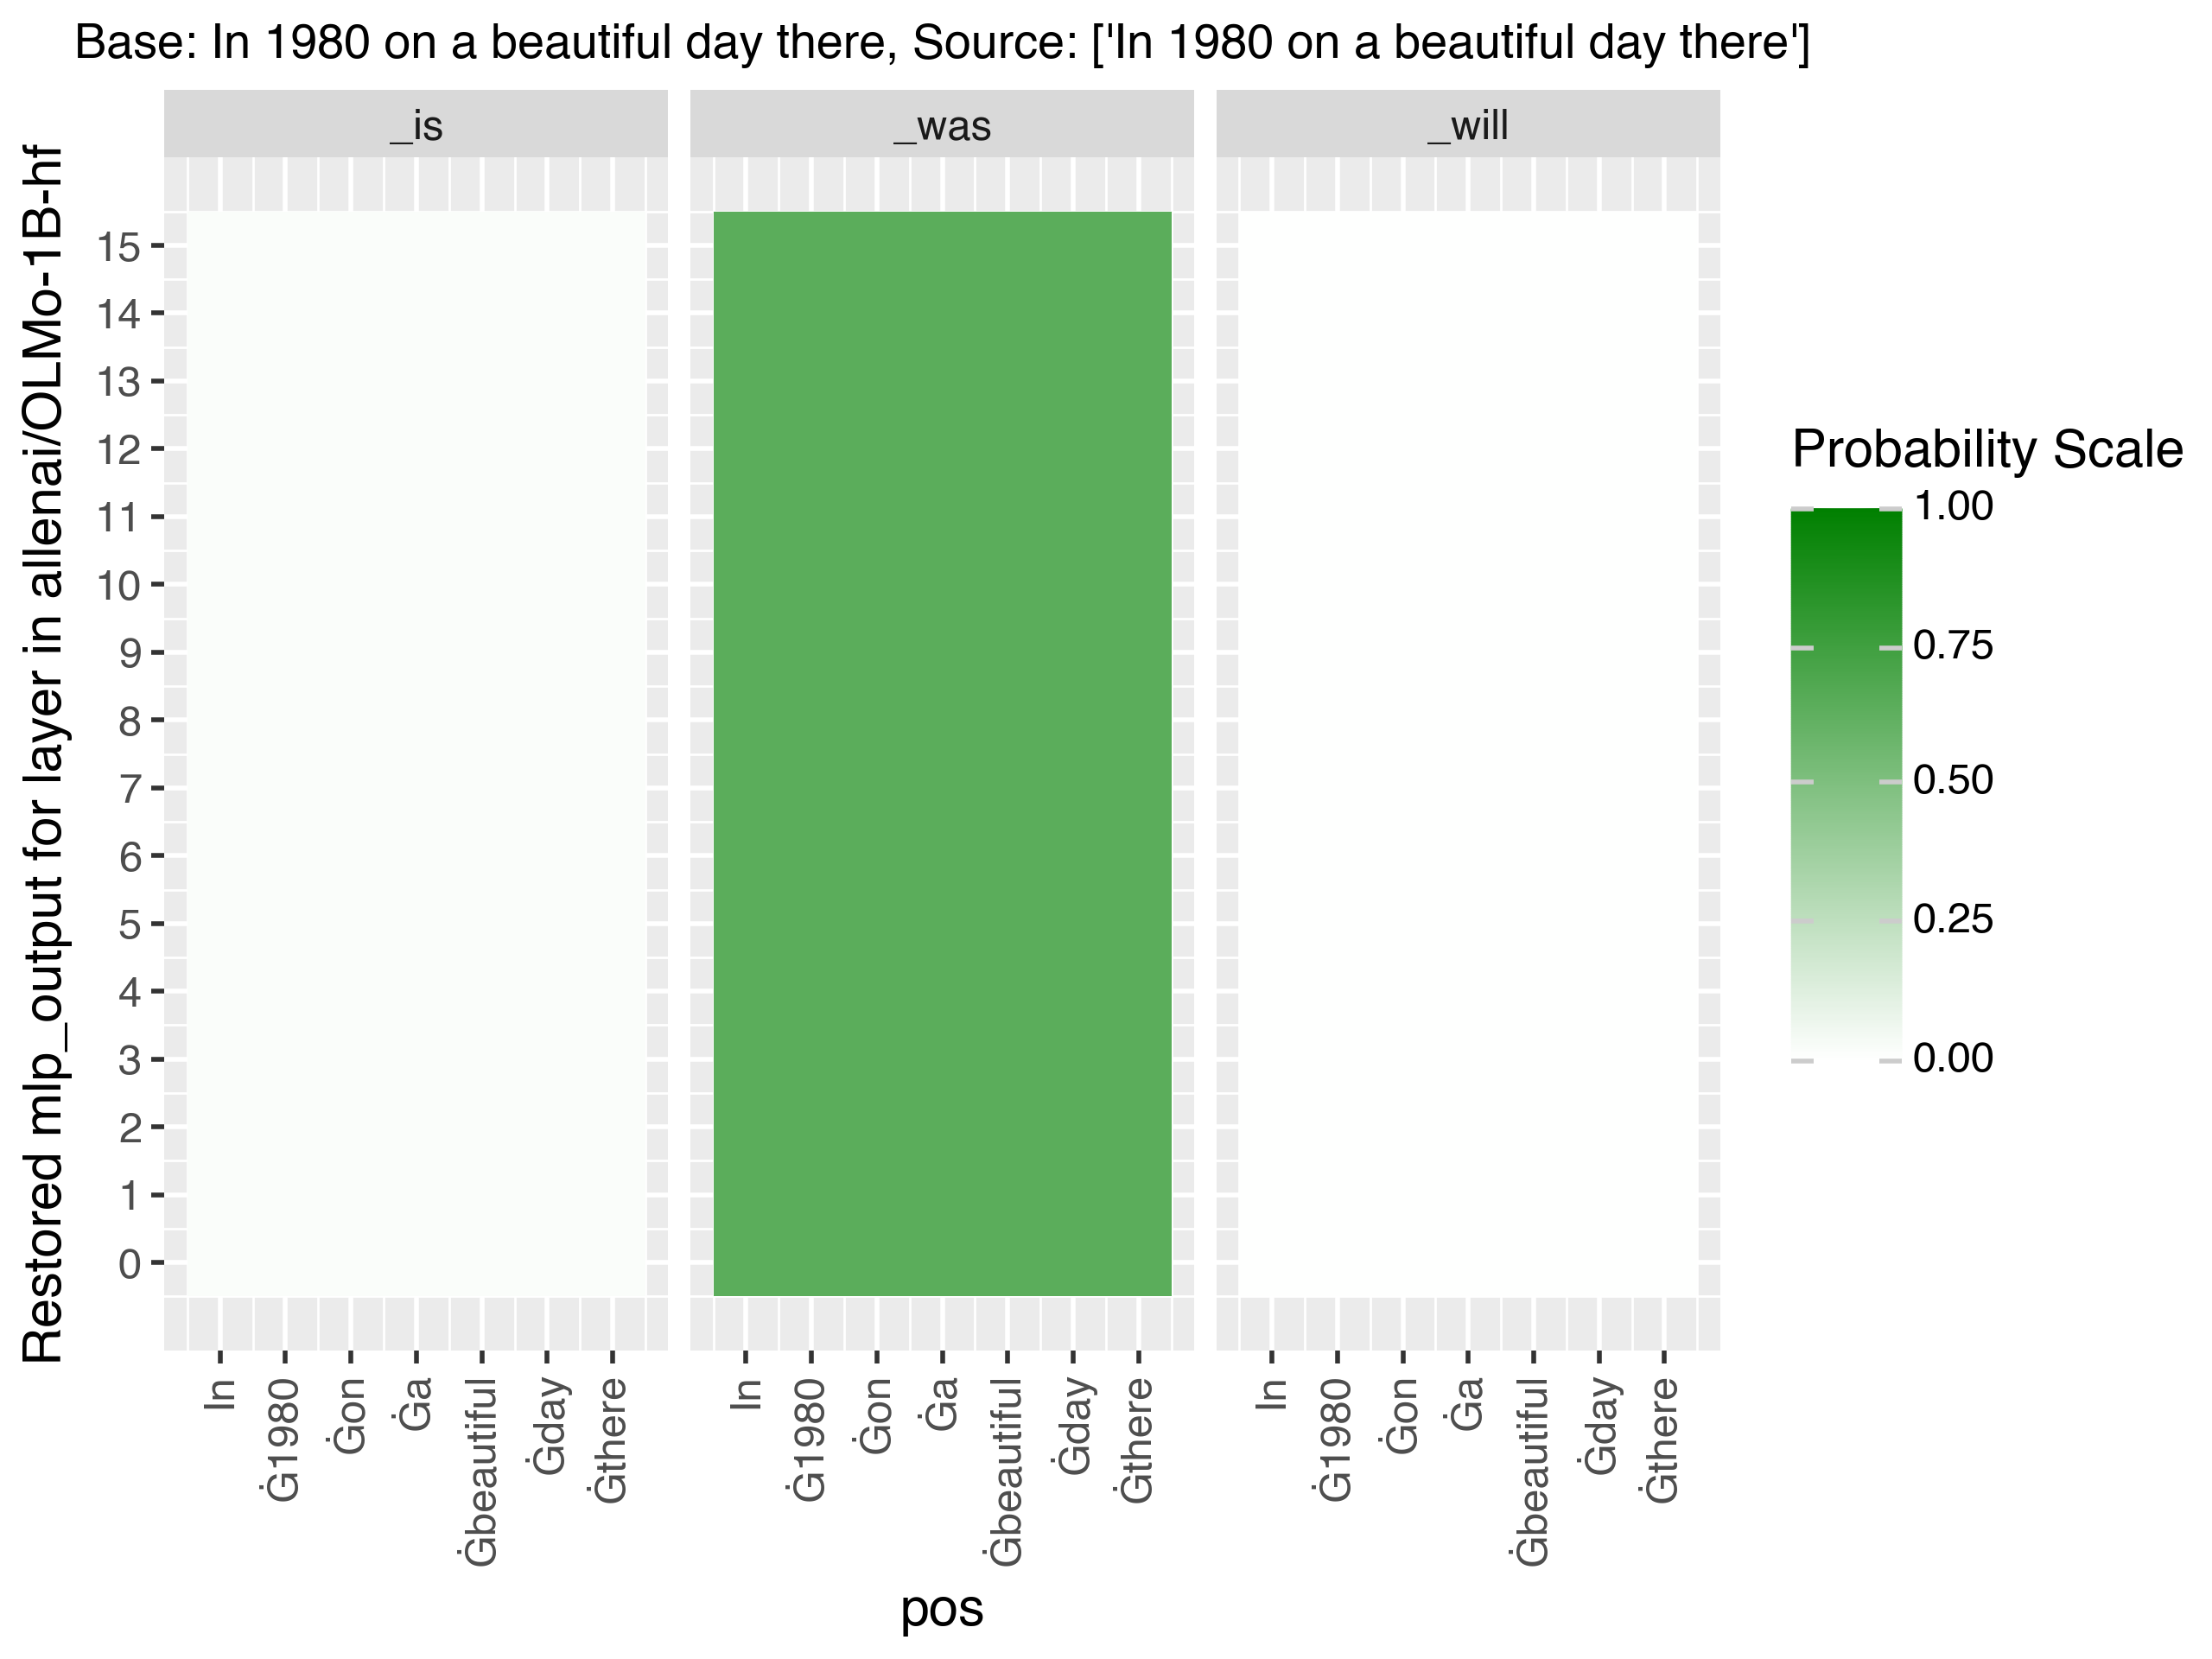 Base: In 1980 on a beautiful day there, Source: ['In 1980 on a beautiful day there']
_is
_was
_will
Restored mlp_output for layer in allenai/OLMo-1B-hf
15
14
13
12
11
10
9
8
7
6
5
4
3
2
1
0
In
Ġ1980
Ġon
Ġa
Ġbeautiful
Ġday
Ġthere
In
Ġ1980
Ġon
Ġa
Ġbeautiful
Ġday
Ġthere
In
Ġ1980
Ġon
Ġa
Ġbeautiful
Ġday
Ġthere
pos
Probability Scale
1.00
0.75
0.50
0.25
0.00